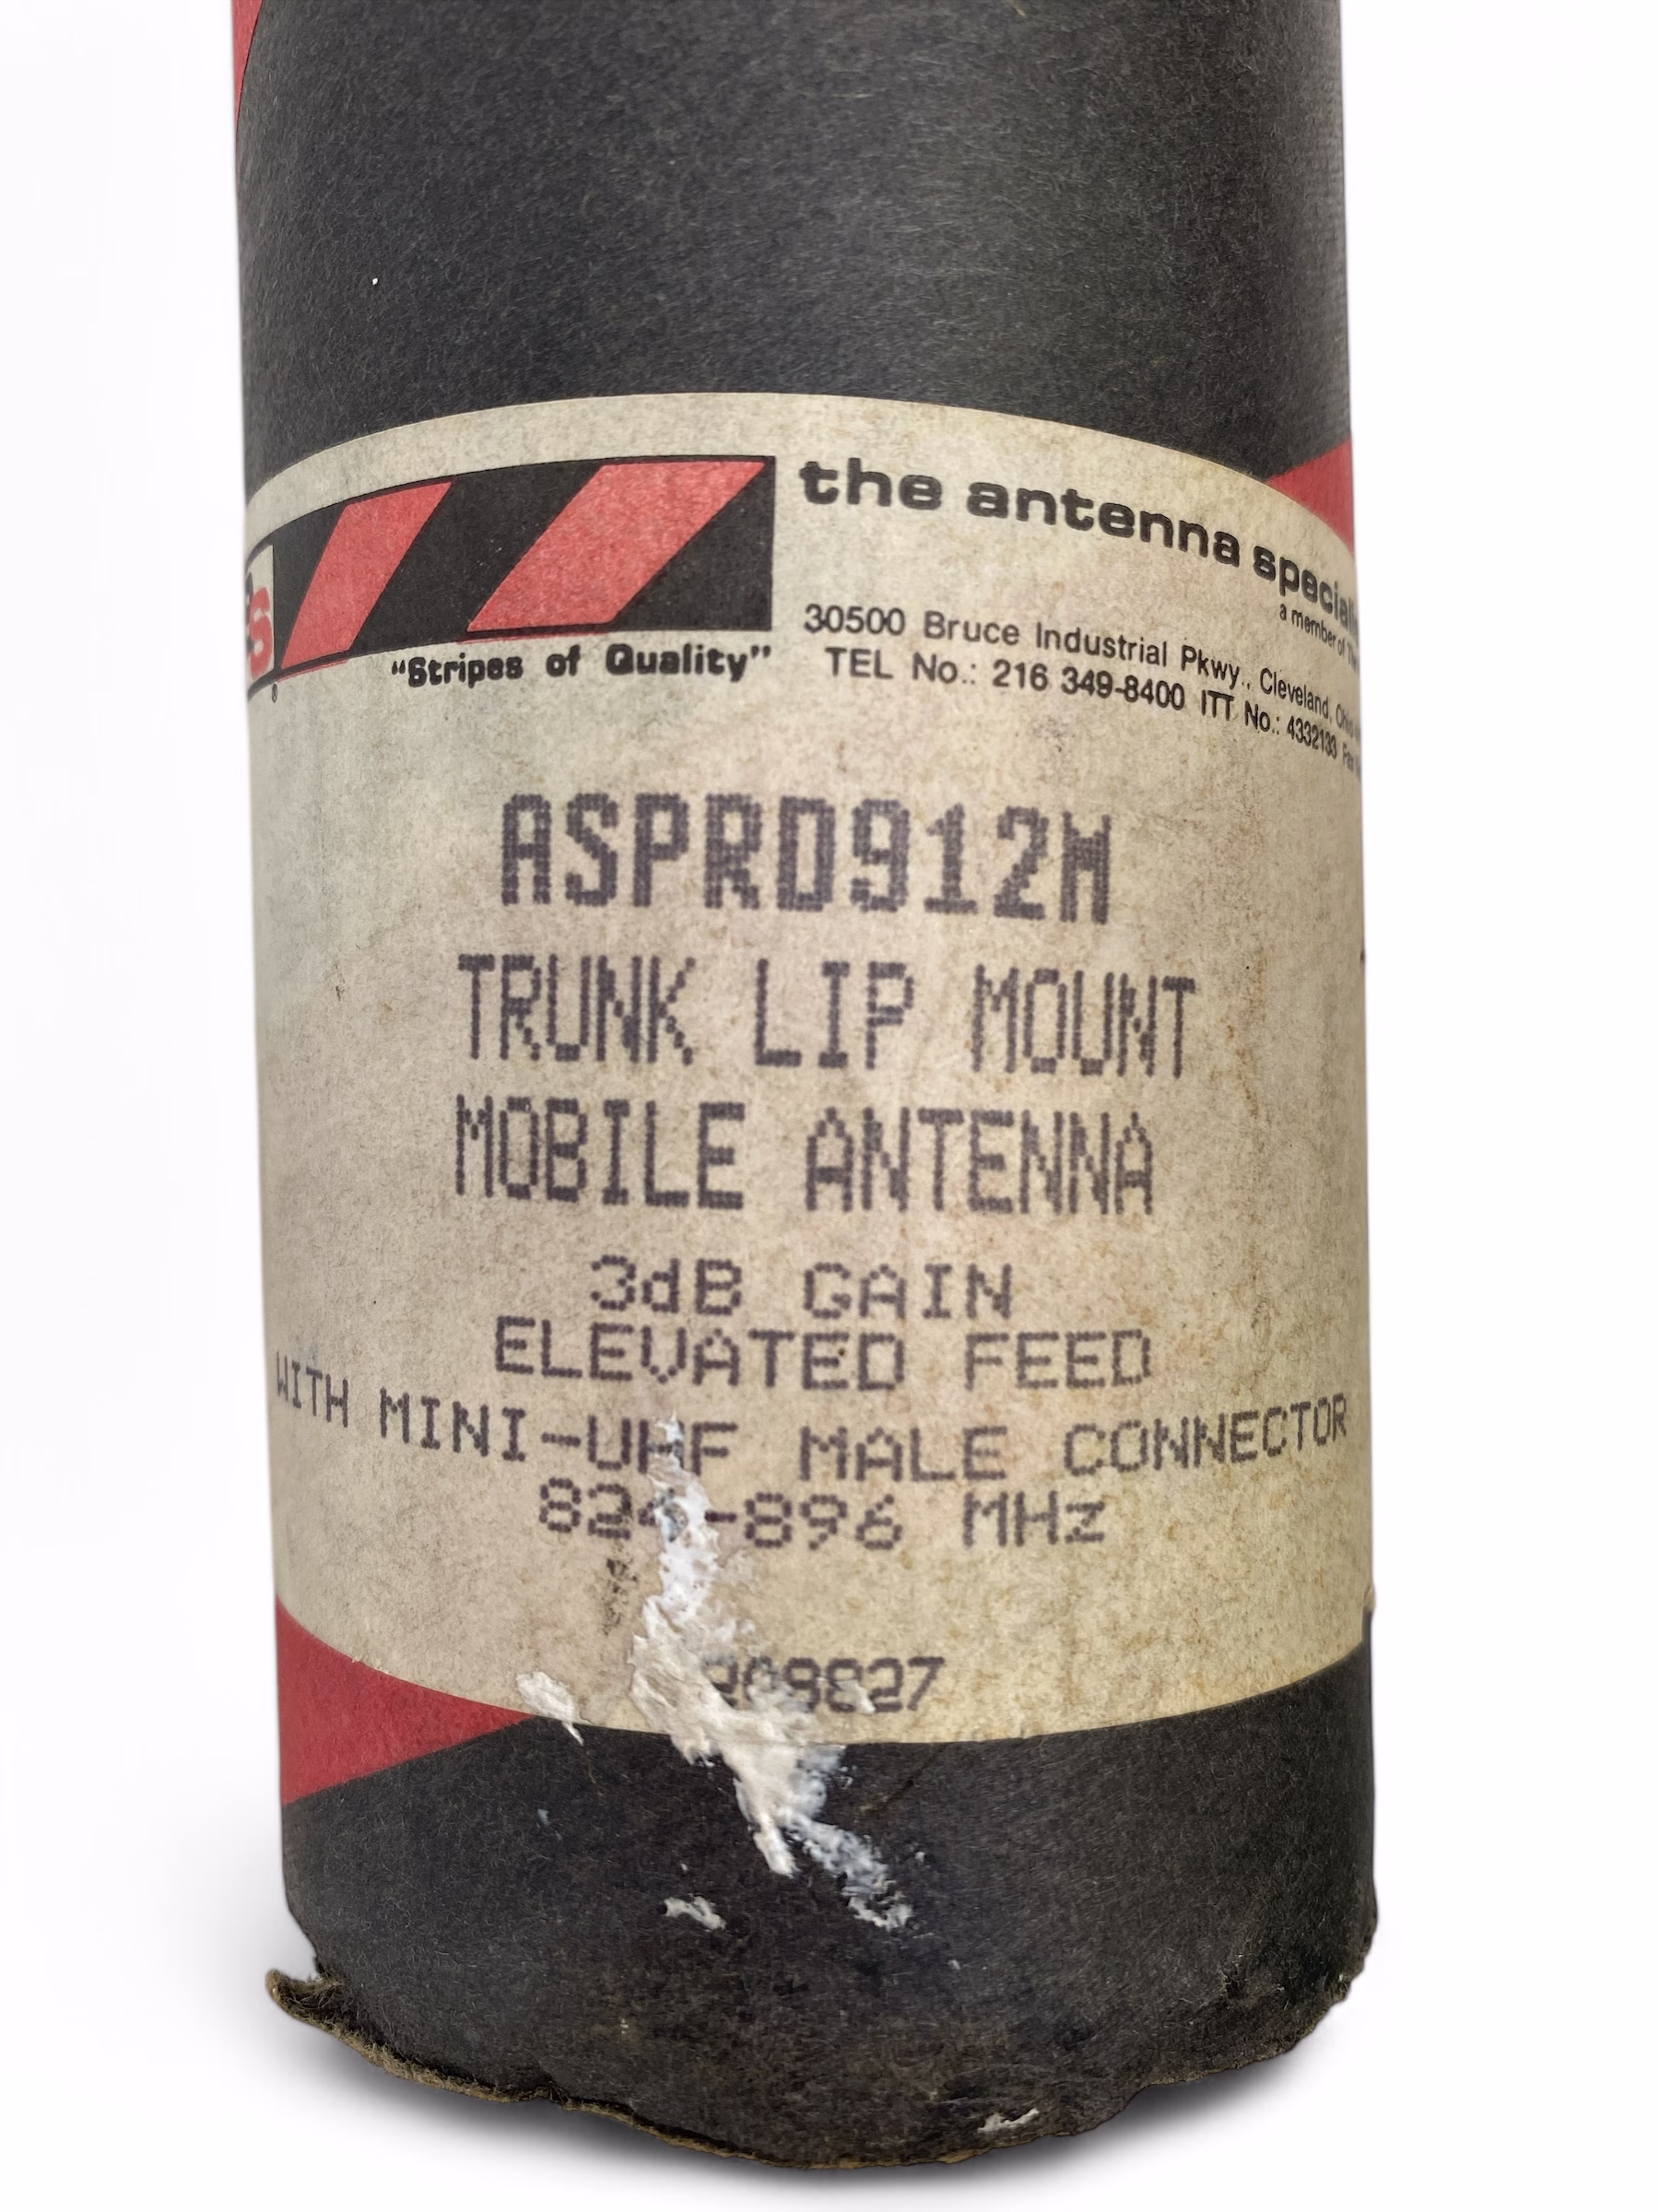 the antenna
a member of
30500 Bruce Industrial Pkwy., Cleveland,
"Stripes of Quality"
®
TEL No.: 216 349-8400 ITT No.: 4332133
ASPRD912M
TRUNK LIP MOUNT
MOBILE ANTENNA
3dB GAIN
ELEVATED FEED
WITH MINI-UHF MALE CONNECTOR
824-896 MHz